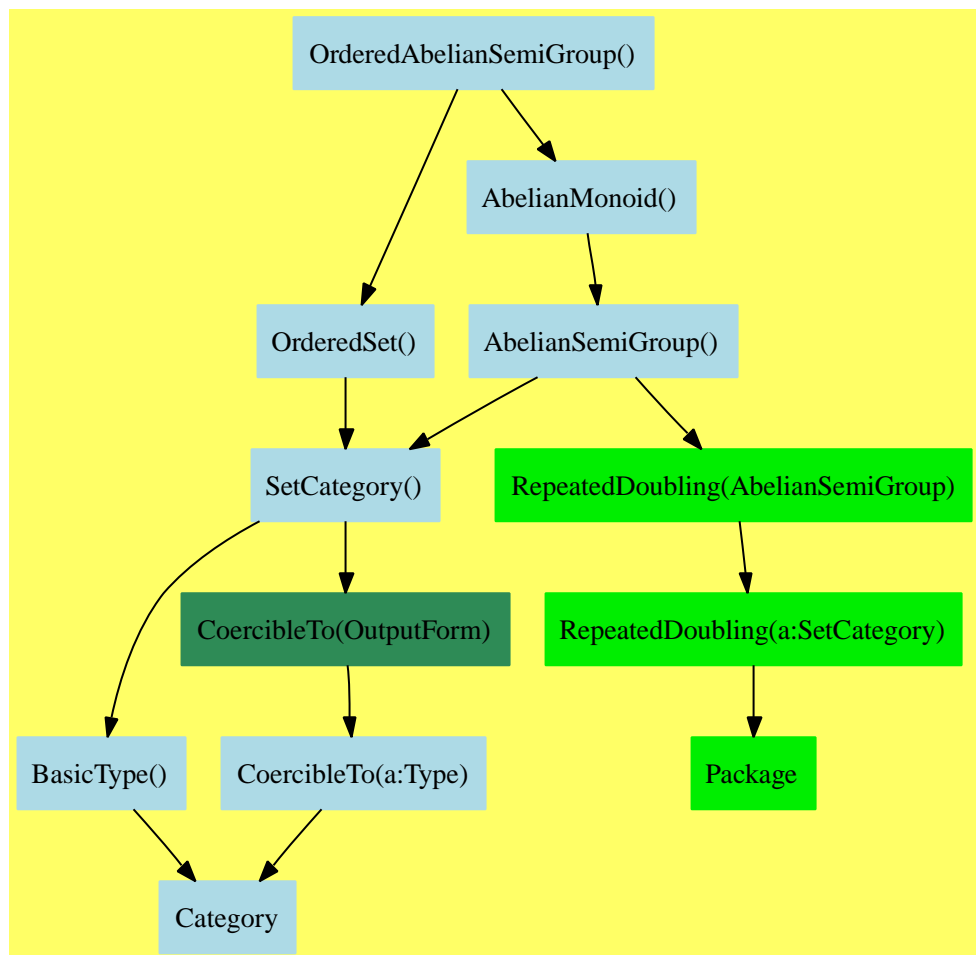 OrderedAbelianSemiGroup()
AbelianMonoid()
OrderedSet()
AbelianSemiGroup()
SetCategory()
RepeatedDoubling(AbelianSemiGroup)
CoercibleTo(OutputForm)
RepeatedDoubling(a:SetCategory)
BasicType()
CoercibleTo(a:Type)
Package
Category